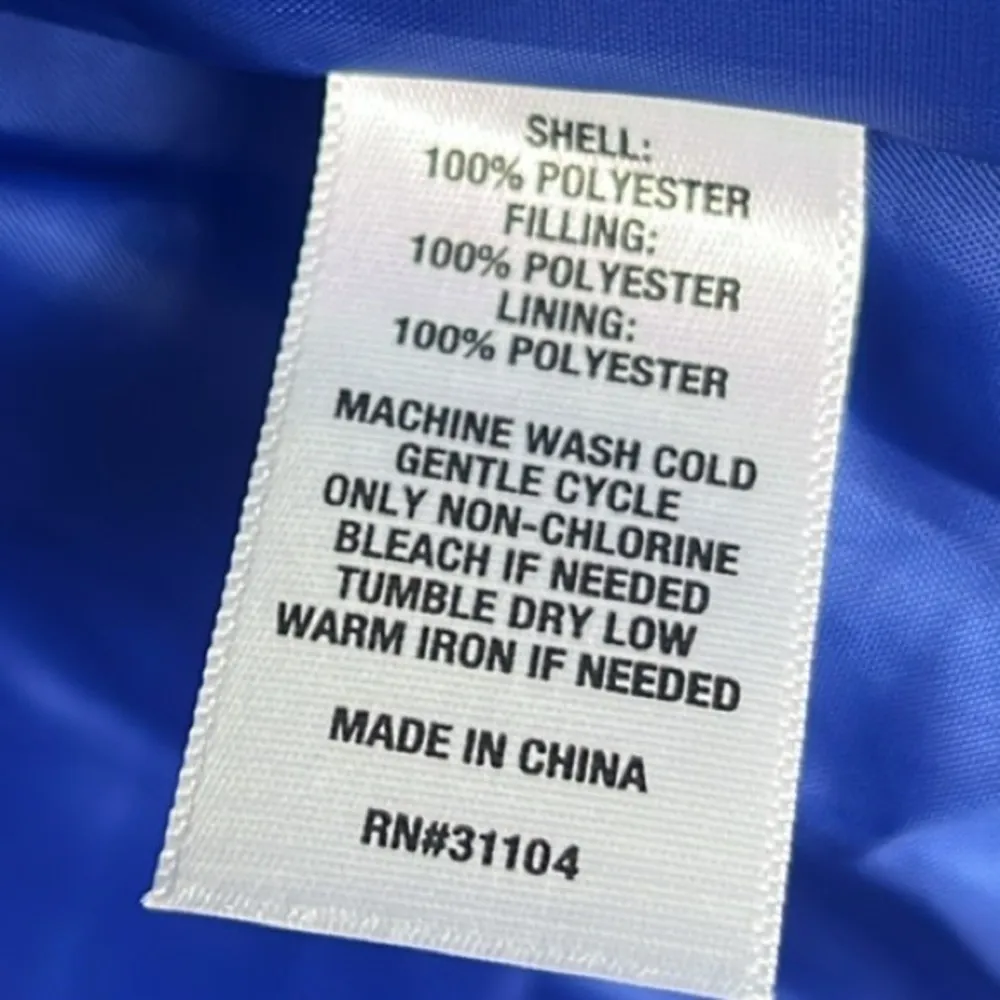 SHELL:
100% POLYESTER
FILLING:
100% POLYESTER
LINING:
100% POLYESTER
MACHINE WASH COLD
GENTLE CYCLE
ONLY NON-CHLORINE
BLEACH IF NEEDED
TUMBLE DRY LOW
WARM IRON IF NEEDED
MADE IN CHINA
RN#31104